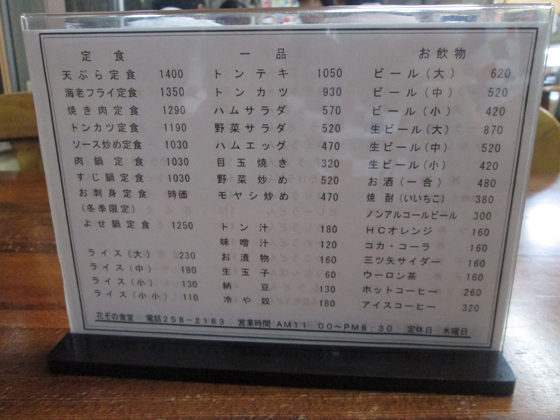 定食
天ぷら定食 1400
海老フライ定食 1350
焼き肉定食 1290
トンカツ定食 1190
ソース炒め定食 1030
肉鍋定食 1030
すじ鍋定食 1030
お刺身定食 時価
（冬季限定）
よせ鍋定食 1250
ライス（大） 230
ライス（中） 180
ライス（小） 130
ライス（小小） 110
一品
トンテキ 1050
トンカツ 930
ハムサラダ 570
野菜サラダ 520
ハムエッグ 470
目玉焼き 320
野菜炒め 520
モヤシ炒め 470
トン汁 180
味噌汁 120
お漬物 160
生玉子 60
納豆 130
冷や奴 180
お飲物
ビール（大） 620
ビール（中） 520
ビール（小） 420
生ビール（大） 870
生ビール（中） 520
生ビール（小） 420
お酒（一合） 480
焼酎（いいちこ） 380
ノンアルコールビール 300
HCオレンジ 160
コカ・コーラ 160
三ツ矢サイダー 160
ウーロン茶 160
ホットコーヒー 260
アイスコーヒー 320
花ぞの食堂 電話258-2183 営業時間 AM11:00～PM8:30 定休日 木曜日